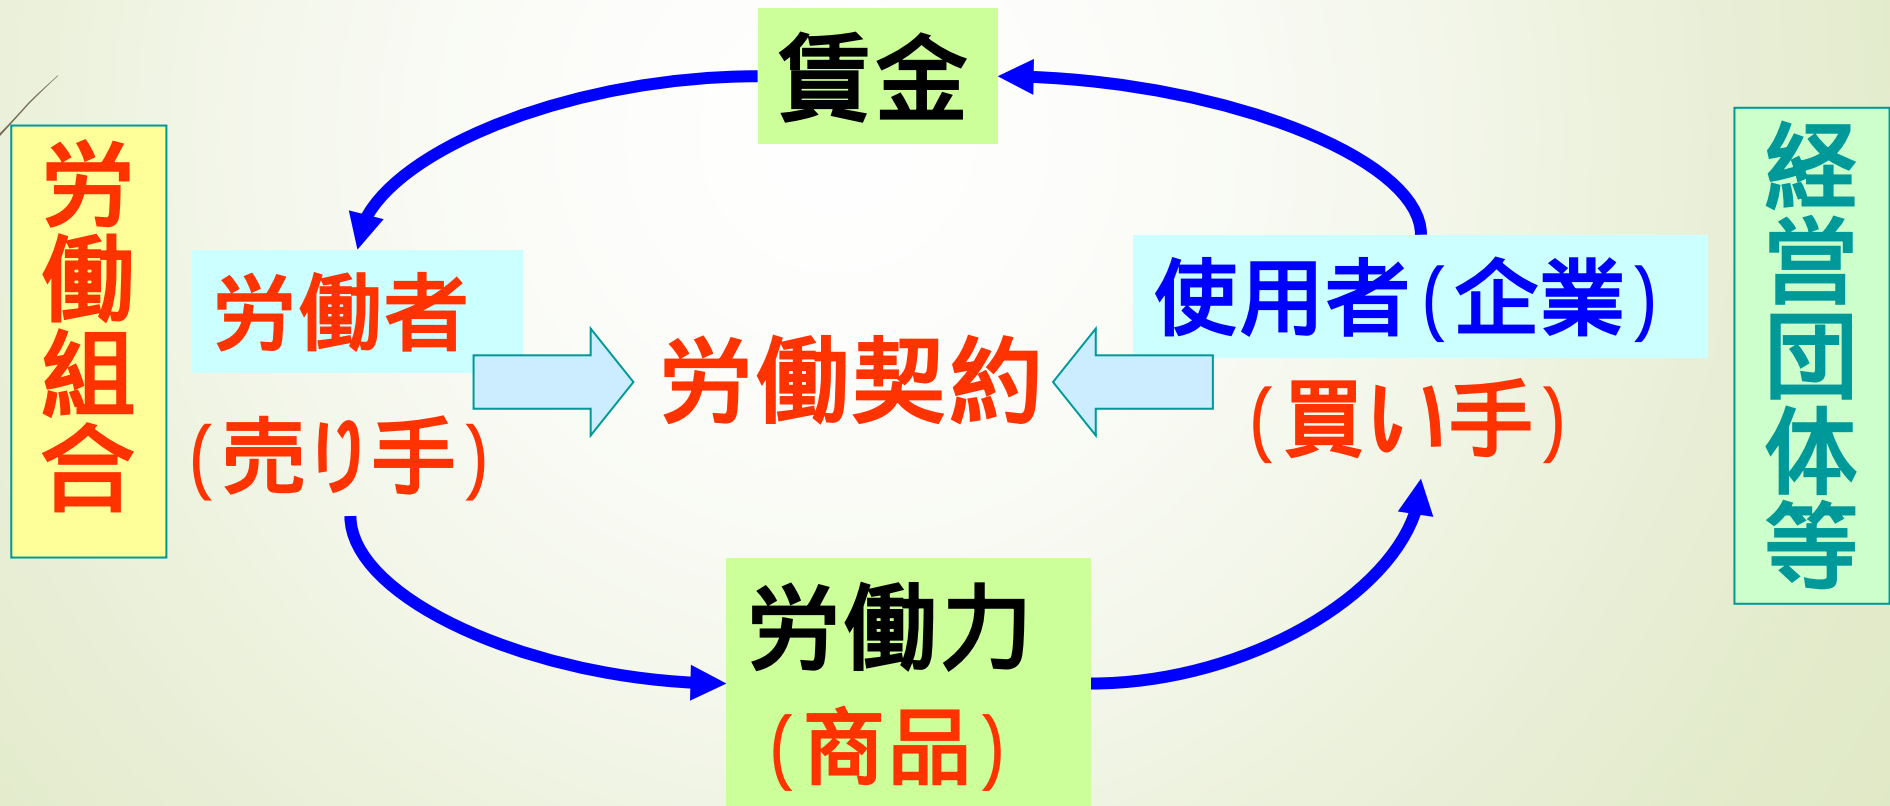 賃金
労働組合
経営団体等
労働者
使用者(企業)
労働契約
(売り手)
(買い手)
労働力
(商品)